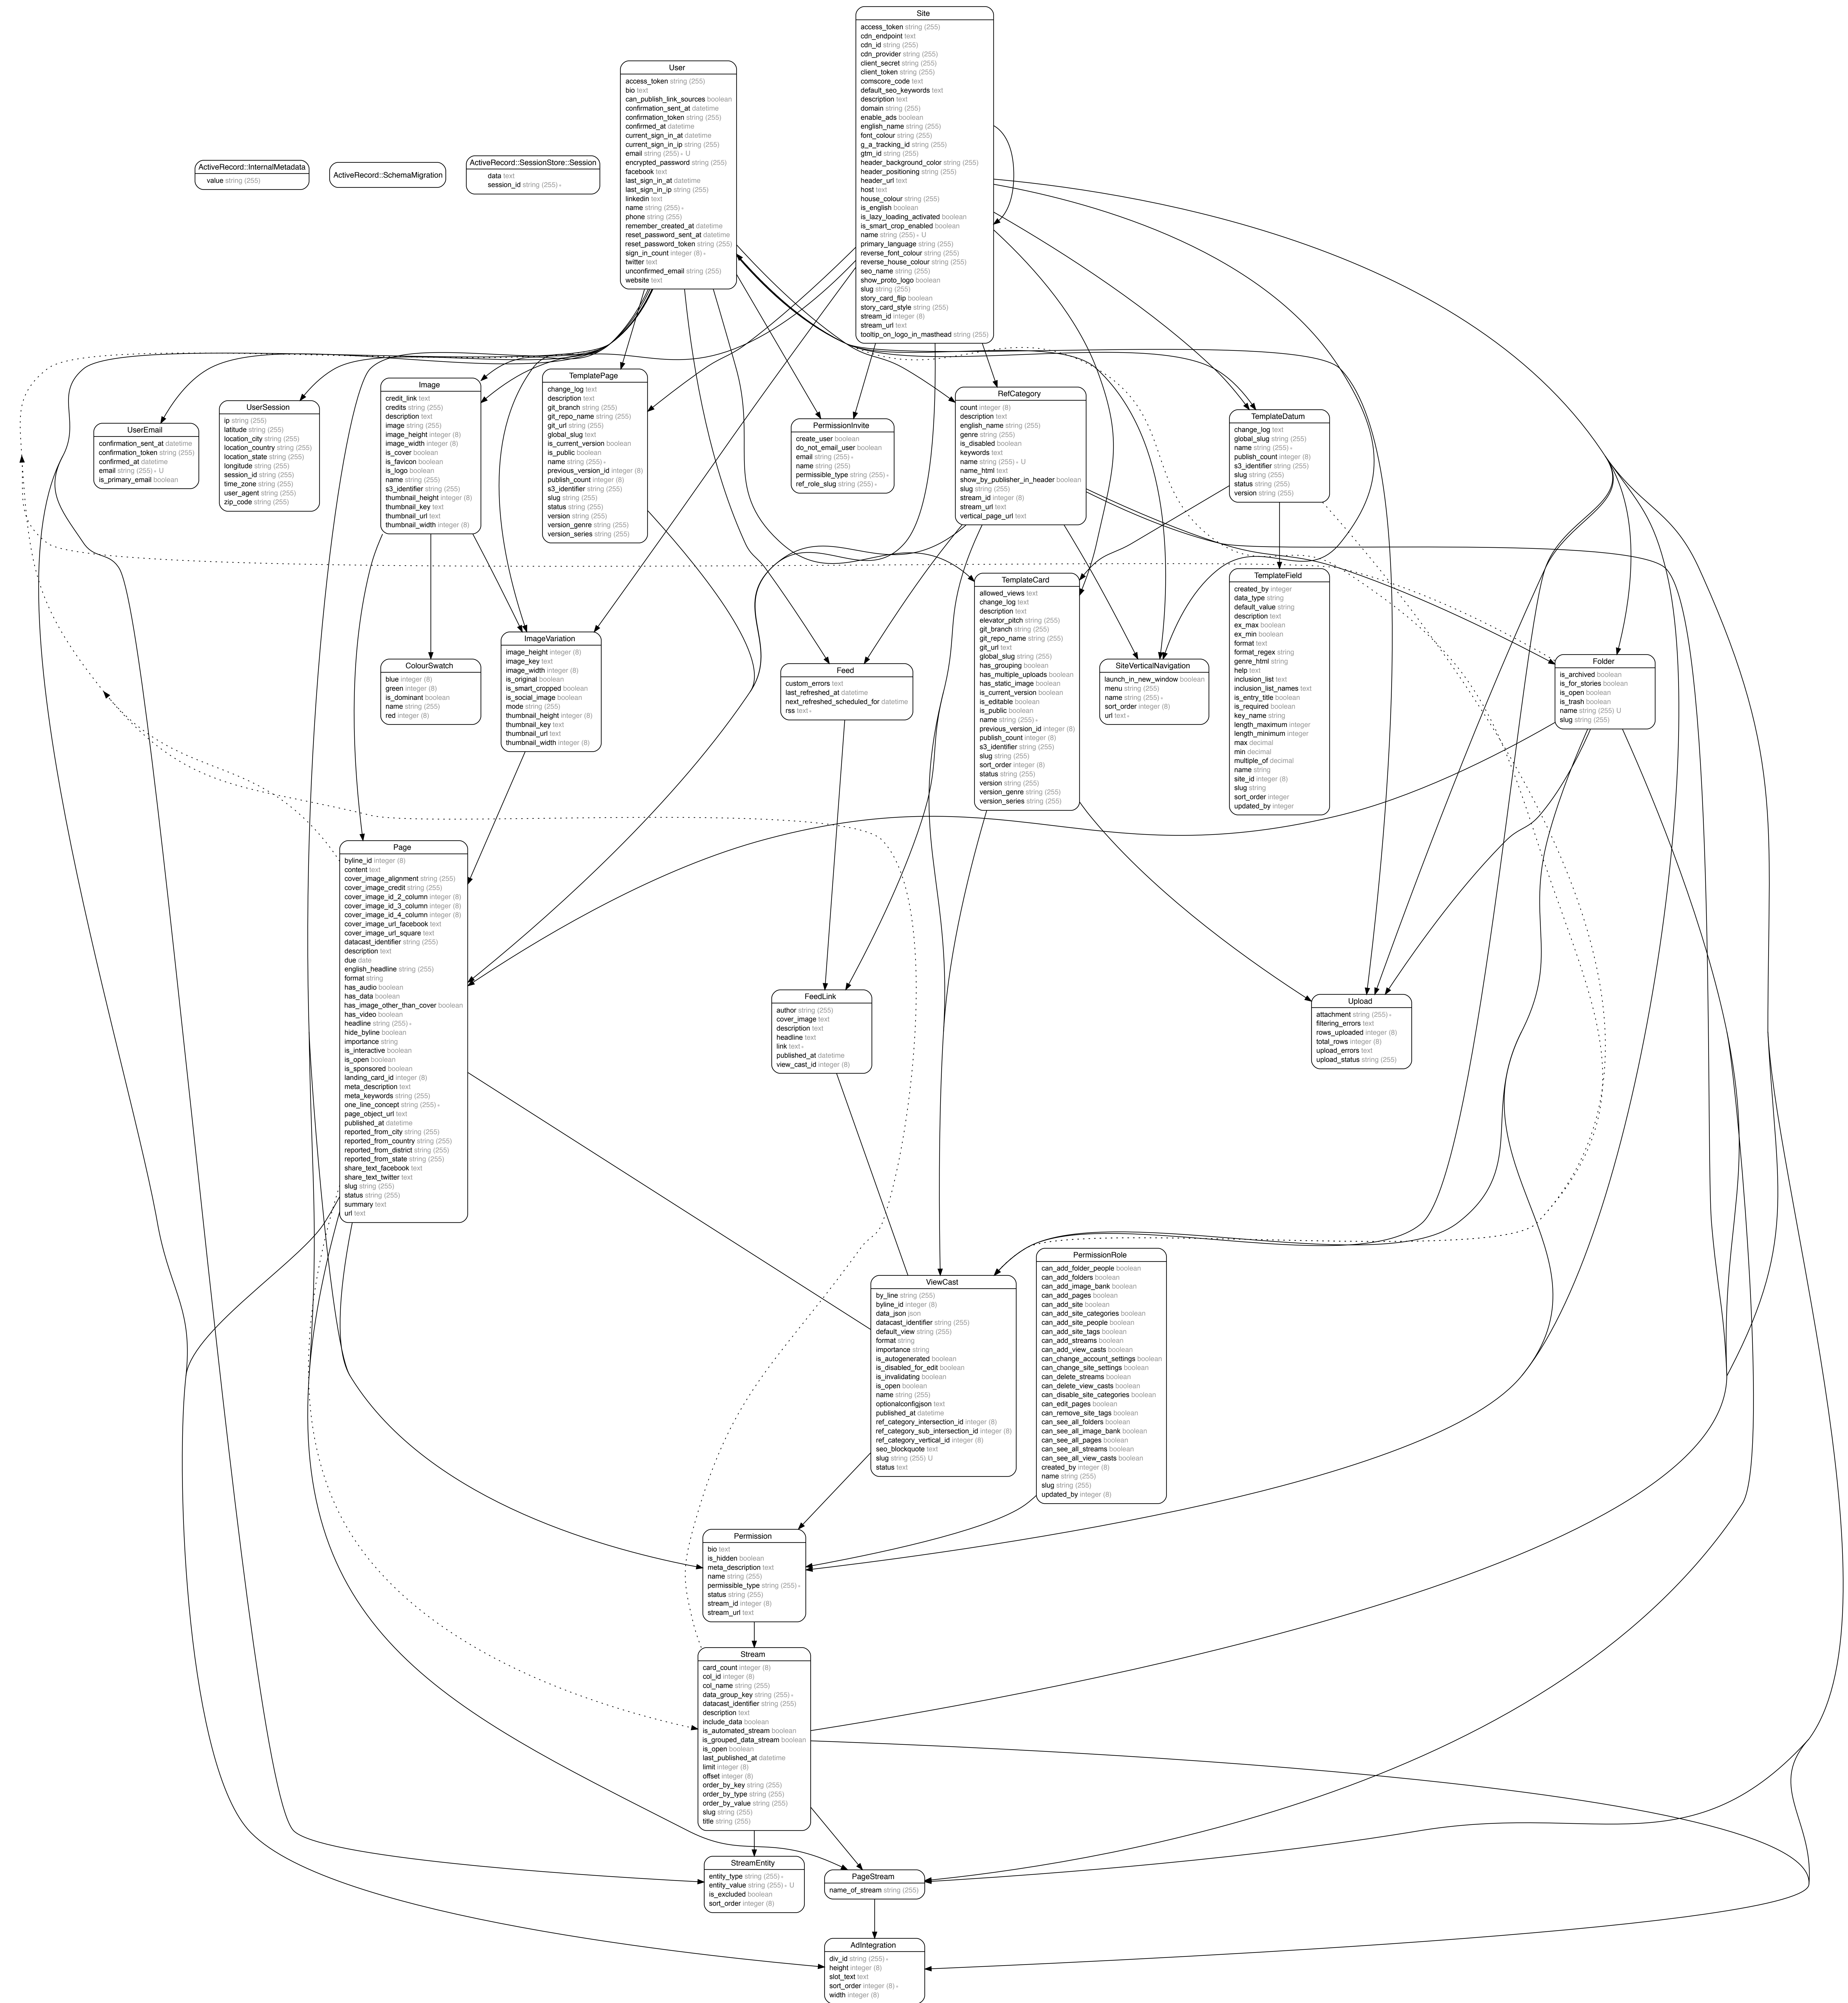 Site
access_token string (255)
cdn_endpoint text
cdn_id string (255)
cdn_provider string (255)
client_secret string (255)
client_token string (255)
comscore_code text
default_seo_keywords text
description text
domain string (255)
enable_ads boolean
english_name string (255)
font_colour string (255)
g_a_tracking_id string (255)
gtm_id string (255)
header_background_color string (255)
header_positioning string (255)
header_url text
host text
house_colour string (255)
is_english boolean
is_lazy_loading_activated boolean
is_smart_crop_enabled boolean
name string (255) * U
primary_language string (255)
reverse_font_colour string (255)
reverse_house_colour string (255)
seo_name string (255)
show_proto_logo boolean
slug string (255)
story_card_flip boolean
story_card_style string (255)
stream_id integer (8)
stream_url text
tooltip_on_logo_in_masthead string (255)
User
access_token string (255)
bio text
can_publish_link_sources boolean
confirmation_sent_at datetime
confirmation_token string (255)
confirmed_at datetime
current_sign_in_at datetime
current_sign_in_ip string (255)
email string (255) * U
encrypted_password string (255)
facebook text
last_sign_in_at datetime
last_sign_in_ip string (255)
linkedin text
name string (255) *
phone string (255)
remember_created_at datetime
reset_password_sent_at datetime
reset_password_token string (255)
sign_in_count integer (8) *
twitter text
unconfirmed_email string (255)
website text
ActiveRecord::InternalMetadata
value string (255)
ActiveRecord::SchemaMigration
ActiveRecord::SessionStore::Session
data text
session_id string (255) *
UserEmail
confirmation_sent_at datetime
confirmation_token string (255)
confirmed_at datetime
email string (255) * U
is_primary_email boolean
UserSession
ip string (255)
latitude string (255)
location_city string (255)
location_country string (255)
location_state string (255)
longitude string (255)
session_id string (255)
time_zone string (255)
user_agent string (255)
zip_code string (255)
Image
credit_link text
credits string (255)
description text
image string (255)
image_height integer (8)
image_width integer (8)
is_cover boolean
is_favicon boolean
is_logo boolean
name string (255)
s3_identifier string (255)
thumbnail_height integer (8)
thumbnail_key text
thumbnail_url text
thumbnail_width integer (8)
TemplatePage
change_log text
description text
git_branch string (255)
git_repo_name string (255)
git_url string (255)
global_slug text
is_current_version boolean
is_public boolean
name string (255) *
previous_version_id integer (8)
publish_count integer (8)
s3_identifier string (255)
slug string (255)
status string (255)
version string (255)
version_genre string (255)
version_series string (255)
PermissionInvite
create_user boolean
do_not_email_user boolean
email string (255) *
name string (255)
permissible_type string (255) *
ref_role_slug string (255) *
RefCategory
count integer (8)
description text
english_name string (255)
genre string (255)
is_disabled boolean
keywords text
name string (255) * U
name_html text
show_by_publisher_in_header boolean
slug string (255)
stream_id integer (8)
stream_url text
vertical_page_url text
TemplateDatum
change_log text
global_slug string (255)
name string (255) *
publish_count integer (8)
s3_identifier string (255)
slug string (255)
status string (255)
version string (255)
TemplateCard
allowed_views text
change_log text
description text
elevator_pitch string (255)
git_branch string (255)
git_repo_name string (255)
git_url text
global_slug string (255)
has_grouping boolean
has_multiple_uploads boolean
has_static_image boolean
is_current_version boolean
is_editable boolean
is_public boolean
name string (255) *
previous_version_id integer (8)
publish_count integer (8)
s3_identifier string (255)
slug string (255)
sort_order integer (8)
status string (255)
version string (255)
version_genre string (255)
version_series string (255)
TemplateField
created_by integer
data_type string
default_value string
description text
ex_max boolean
ex_min boolean
format text
format_regex string
genre_html string
help text
inclusion_list text
inclusion_list_names text
is_entry_title boolean
is_required boolean
key_name string
length_maximum integer
length_minimum integer
max decimal
min decimal
multiple_of decimal
name string
site_id integer (8)
slug string
sort_order integer
updated_by integer
ColourSwatch
blue integer (8)
green integer (8)
is_dominant boolean
name string (255)
red integer (8)
ImageVariation
image_height integer (8)
image_key text
image_width integer (8)
is_original boolean
is_smart_cropped boolean
is_social_image boolean
mode string (255)
thumbnail_height integer (8)
thumbnail_key text
thumbnail_url text
thumbnail_width integer (8)
Feed
custom_errors text
last_refreshed_at datetime
next_refreshed_scheduled_for datetime
rss text *
SiteVerticalNavigation
launch_in_new_window boolean
menu string (255)
name string (255) *
sort_order integer (8)
url text *
Folder
is_archived boolean
is_for_stories boolean
is_open boolean
is_trash boolean
name string (255) U
slug string (255)
Page
byline_id integer (8)
content text
cover_image_alignment string (255)
cover_image_credit string (255)
cover_image_id_2_column integer (8)
cover_image_id_3_column integer (8)
cover_image_id_4_column integer (8)
cover_image_url_facebook text
cover_image_url_square text
datacast_identifier string (255)
description text
due date
english_headline string (255)
format string
has_audio boolean
has_data boolean
has_image_other_than_cover boolean
has_video boolean
headline string (255) *
hide_byline boolean
importance string
is_interactive boolean
is_open boolean
is_sponsored boolean
landing_card_id integer (8)
meta_description text
meta_keywords string (255)
one_line_concept string (255) *
page_object_url text
published_at datetime
reported_from_city string (255)
reported_from_country string (255)
reported_from_district string (255)
reported_from_state string (255)
share_text_facebook text
share_text_twitter text
slug string (255)
status string (255)
summary text
url text
FeedLink
author string (255)
cover_image text
description text
headline text
link text *
published_at datetime
view_cast_id integer (8)
Upload
attachment string (255) *
filtering_errors text
rows_uploaded integer (8)
total_rows integer (8)
upload_errors text
upload_status string (255)
ViewCast
by_line string (255)
byline_id integer (8)
data_json json
datacast_identifier string (255)
default_view string (255)
format string
importance string
is_autogenerated boolean
is_disabled_for_edit boolean
is_invalidating boolean
is_open boolean
name string (255)
optionalconfigjson text
published_at datetime
ref_category_intersection_id integer (8)
ref_category_sub_intersection_id integer (8)
ref_category_vertical_id integer (8)
seo_blockquote text
slug string (255) U
status text
PermissionRole
can_add_folder_people boolean
can_add_folders boolean
can_add_image_bank boolean
can_add_pages boolean
can_add_site boolean
can_add_site_categories boolean
can_add_site_people boolean
can_add_site_tags boolean
can_add_streams boolean
can_add_view_casts boolean
can_change_account_settings boolean
can_change_site_settings boolean
can_delete_streams boolean
can_delete_view_casts boolean
can_disable_site_categories boolean
can_edit_pages boolean
can_remove_site_tags boolean
can_see_all_folders boolean
can_see_all_image_bank boolean
can_see_all_pages boolean
can_see_all_streams boolean
can_see_all_view_casts boolean
created_by integer (8)
name string (255)
slug string (255)
updated_by integer (8)
Permission
bio text
is_hidden boolean
meta_description text
name string (255)
permissible_type string (255) *
status string (255)
stream_id integer (8)
stream_url text
Stream
card_count integer (8)
col_id integer (8)
col_name string (255)
data_group_key string (255) *
datacast_identifier string (255)
description text
include_data boolean
is_automated_stream boolean
is_grouped_data_stream boolean
is_open boolean
last_published_at datetime
limit integer (8)
offset integer (6)
order_by_key string (255)
order_by_type string (255)
order_by_value string (255)
slug string (255)
title string (255)
StreamEntity
entity_type string (255) *
entity_value string (255) * U
is_excluded boolean
sort_order integer (8)
PageStream
name_of_stream string (255)
AdIntegration
div_id string (255) *
height integer (8)
slot_text text
sort_order integer (8) *
width integer (8)